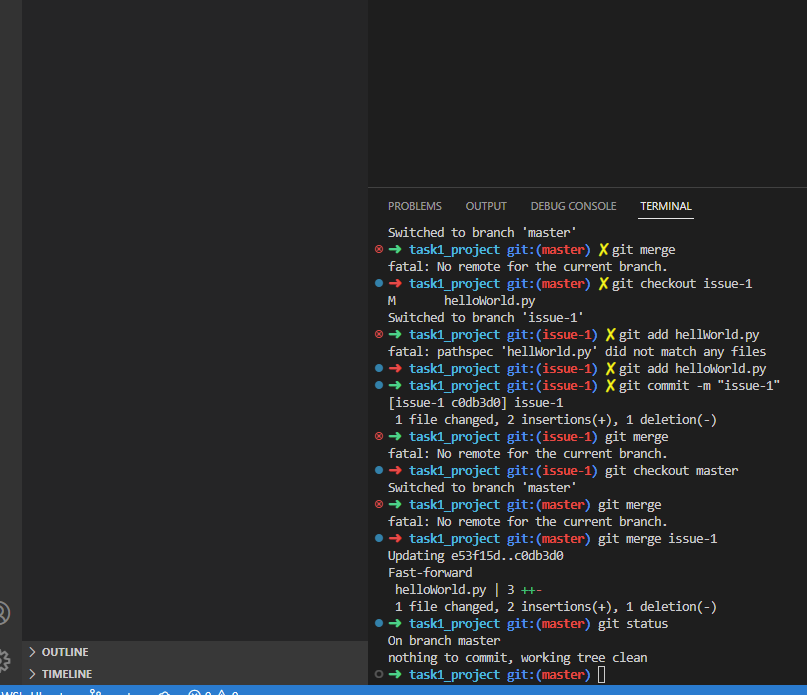 PROBLEMS OUTPUT DEBUG CONSOLE TERMINAL
Switched to branch 'master'
task1_project git:(master) ✗git merge
fatal: No remote for the current branch.
task1_project git:(master) ✗git checkout issue-1
M helloWorld.py
Switched to branch 'issue-1'
task1_project git:(issue-1) ✗git add hellWorld.py
fatal: pathspec 'hellWorld.py' did not match any files
task1_project git:(issue-1) ✗git add helloWorld.py
task1_project git:(issue-1) ✗git commit -m "issue-1"
[issue-1 c0db3d0] issue-1
1 file changed, 2 insertions(+), 1 deletion(-)
task1_project git:(issue-1) git merge
fatal: No remote for the current branch.
task1_project git:(issue-1) git checkout master
Switched to branch 'master'
task1_project git:(master) git merge
fatal: No remote for the current branch.
task1_project git:(master) git merge issue-1
Updating e53f15d..c0db3d0
Fast-forward
helloWorld.py | 3 ++-
1 file changed, 2 insertions(+), 1 deletion(-)
task1_project git:(master) git status
On branch master
nothing to commit, working tree clean
task1_project git:(master)
OUTLINE
TIMELINE